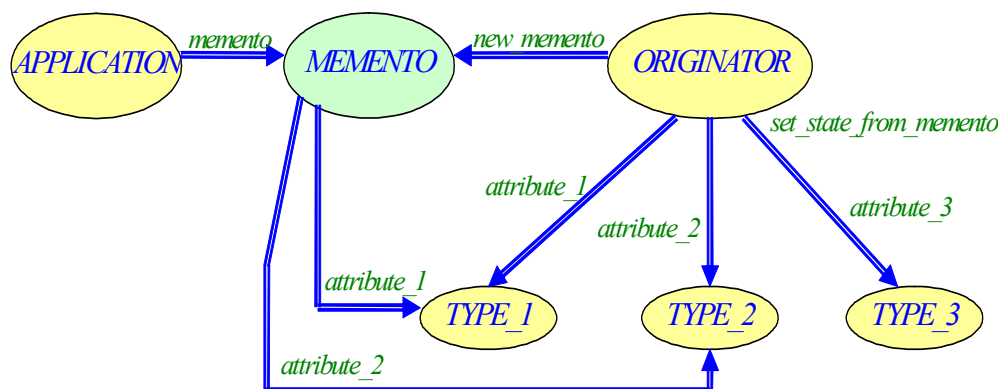 memento
new_memento
APPLICATION
MEMENTO
ORIGINATOR
set_state_from_memento
attribute_1
attribute_2
attribute_3
attribute_1
TYPE_1
TYPE_2
TYPE_3
attribute_2